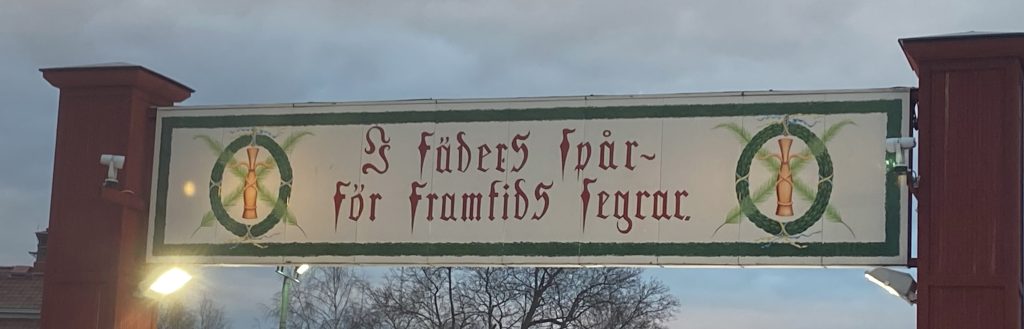 I fäders spår~
för framtids segrar.